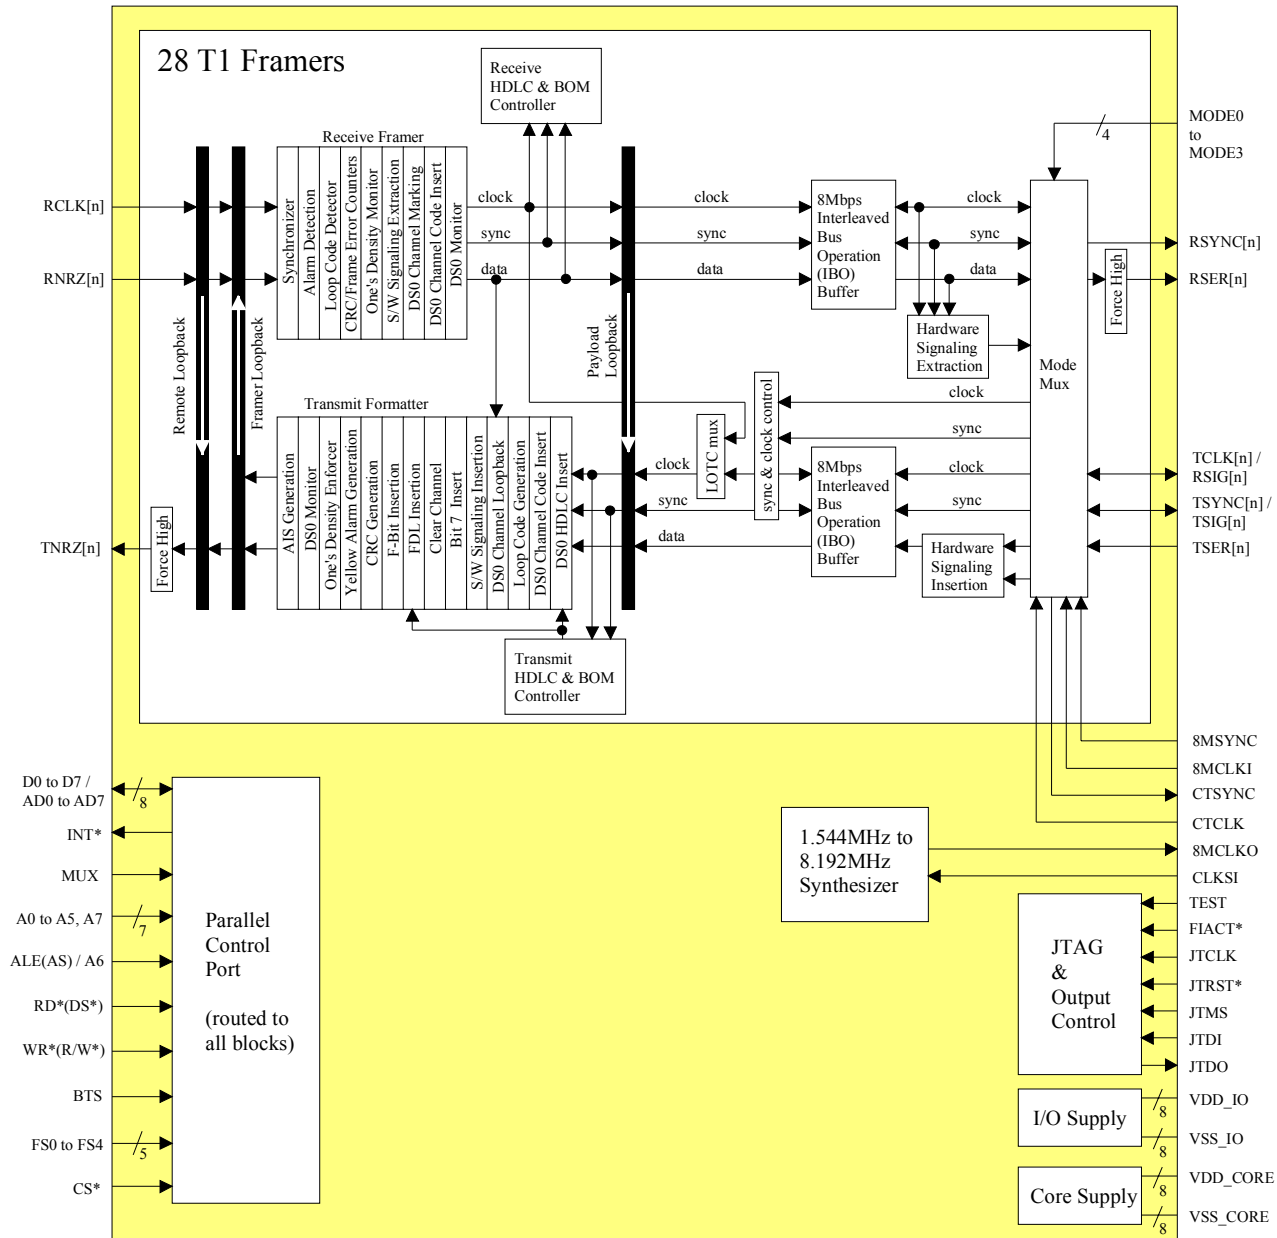 28 T1 Framers
Receive
HDLC & BOM
Controller
Receive Framer
Synchronizer
Alarm Detection
Loop Code Detector
CRC/Frame Error Counters
One's Density Monitor
S/W Signaling Extraction
DS0 Channel Marking
DS0 Channel Code Insert
DS0 Monitor
clock
sync
data
clock
sync
data
8Mbps
Interleaved
Bus
Operation
(IBO)
Buffer
clock
sync
data
Hardware
Signaling
Extraction
Mode
Mux
Force High
4
MODE0
to
MODE3
RCLK[n]
RNRZ[n]
RSYNC[n]
RSER[n]
Remote Loopback
Framer Loopback
Payload
Loopback
Transmit Formatter
AIS Generation
DS0 Monitor
One's Density Enforcer
Yellow Alarm Generation
CRC Generation
F-Bit Insertion
FDL Insertion
Clear Channel
Bit 7 Insert
S/W Signaling Insertion
DS0 Channel Loopback
Loop Code Generation
DS0 Channel Code Insert
DS0 HDLC Insert
clock
sync
data
LOTC mux
sync & clock control
clock
sync
8Mbps
Interleaved
Bus
Operation
(IBO)
Buffer
clock
sync
Hardware
Signaling
Insertion
TCLK[n] /
RSIG[n]
TSYNC[n] /
TSIG[n]
TSER[n]
TNRZ[n]
Force High
Transmit
HDLC & BOM
Controller
8MSYNC
8MCLKI
CTSYNC
CTCLK
8MCLKO
CLKSI
1.544MHz to
8.192MHz
Synthesizer
D0 to D7 /
AD0 to AD7
8
INT*
MUX
A0 to A5, A7
7
ALE(AS) / A6
RD*(DS*)
WR*(R/W*)
BTS
FS0 to FS4
5
CS*
Parallel
Control
Port
(routed to
all blocks)
JTAG
&
Output
Control
TEST
FIACT*
JTCLK
JTRST*
JTMS
JTDI
JTDO
I/O Supply
8
VDD_IO
8
VSS_IO
Core Supply
8
VDD_CORE
8
VSS_CORE